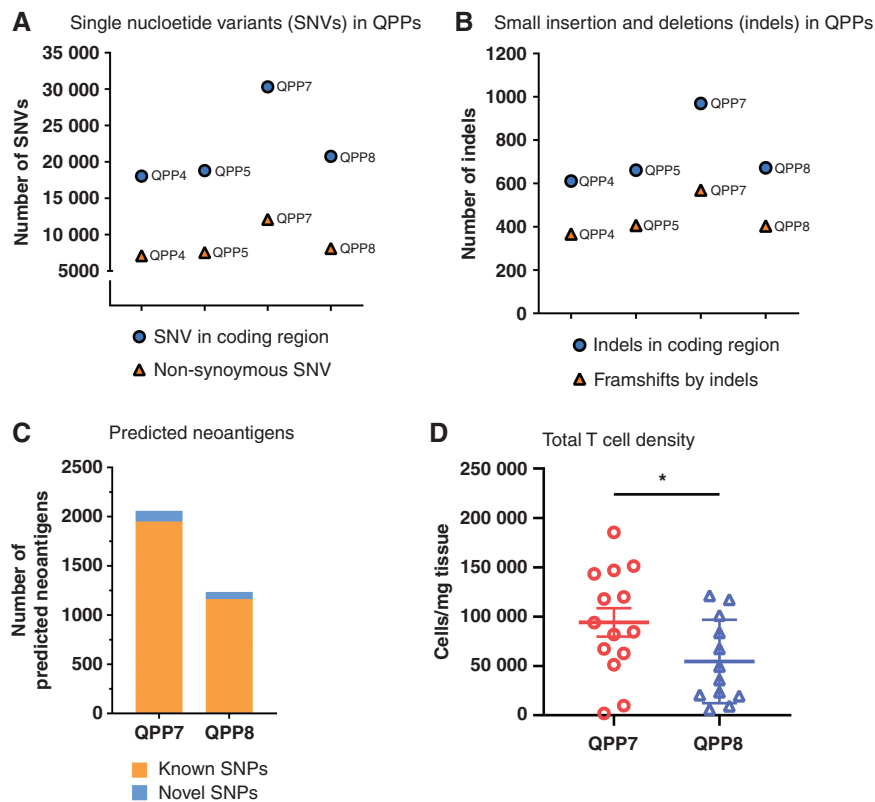 A Single nucloetide variants (SNVs) in QPPs
Number of SNVs
35 000
30 000
25 000
20 000
15 000
10 000
5000
QPP4
QPP5
QPP7
QPP8
QPP4
QPP5
QPP7
QPP8
SNV in coding region
Non-synoymous SNV
B Small insertion and deletions (indels) in QPPs
Number of indels
1200
1000
800
600
400
200
0
QPP4
QPP5
QPP7
QPP8
QPP4
QPP5
QPP7
QPP8
Indels in coding region
Framshifts by indels
C Predicted neoantigens
Number of
predicted neoantigens
2500
2000
1500
1000
500
0
QPP7 QPP8
Known SNPs
Novel SNPs
D Total T cell density
Cells/mg tissue
250 000
200 000
150 000
100 000
50 000
0
*
QPP7 QPP8